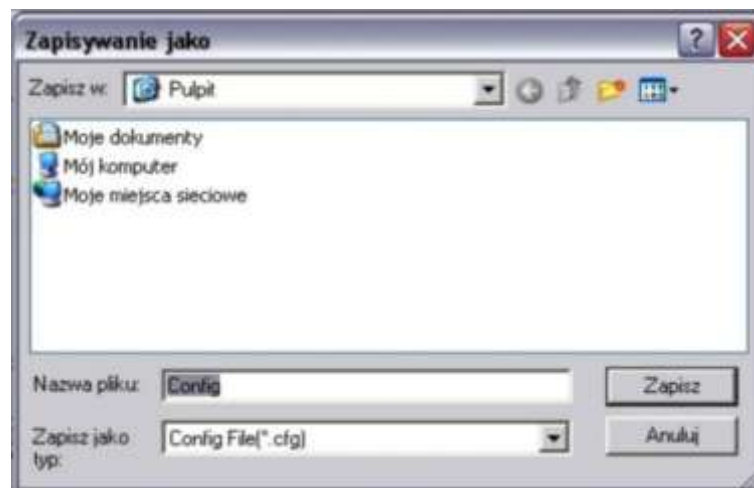 Zapisywanie jako
Zapisz w: Pulpit
Moje dokumenty
Mój komputer
Moje miejsca sieciowe
Nazwa pliku: Config Zapisz
Zapisz jako typ: Config File(*.cfg) Anuluj